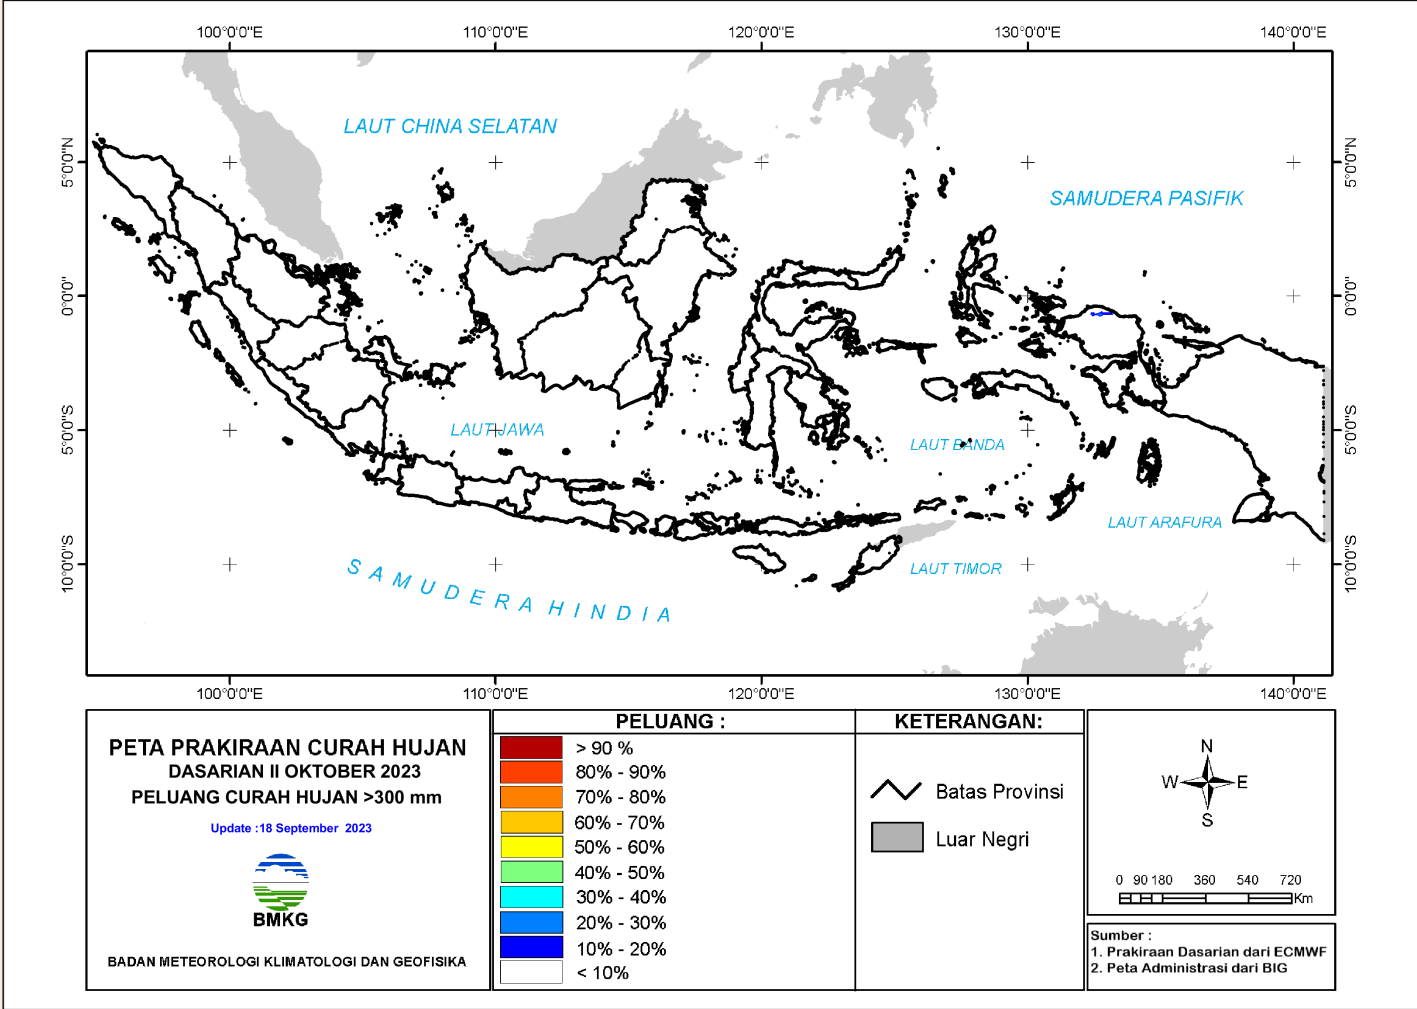 100°0'0"E 110°0'0"E 120°0'0"E 130°0'0"E 140°0'0"E
5°0'0"N
0°0'0"
5°0'0"S
10°0'0"S
LAUT CHINA SELATAN
SAMUDERA PASIFIK
LAUT JAWA
LAUT BANDA
LAUT ARAFURA
LAUT TIMOR
SAMUDERA HINDIA
5°0'0"N
0°0'0"
5°0'0"S
10°0'0"S
100°0'0"E 110°0'0"E 120°0'0"E 130°0'0"E 140°0'0"E
PETA PRAKIRAAN CURAH HUJAN
DASARIAN II OKTOBER 2023
PELUANG CURAH HUJAN >300 mm
Update :18 September 2023
BMKG
BADAN METEOROLOGI KLIMATOLOGI DAN GEOFISIKA
PELUANG :
> 90 %
80% - 90%
70% - 80%
60% - 70%
50% - 60%
40% - 50%
30% - 40%
20% - 30%
10% - 20%
< 10%
KETERANGAN:
Batas Provinsi
Luar Negri
N
W E
S
0 90 180 360 540 720
Km
Sumber :
1. Prakiraan Dasarian dari ECMWF
2. Peta Administrasi dari BIG